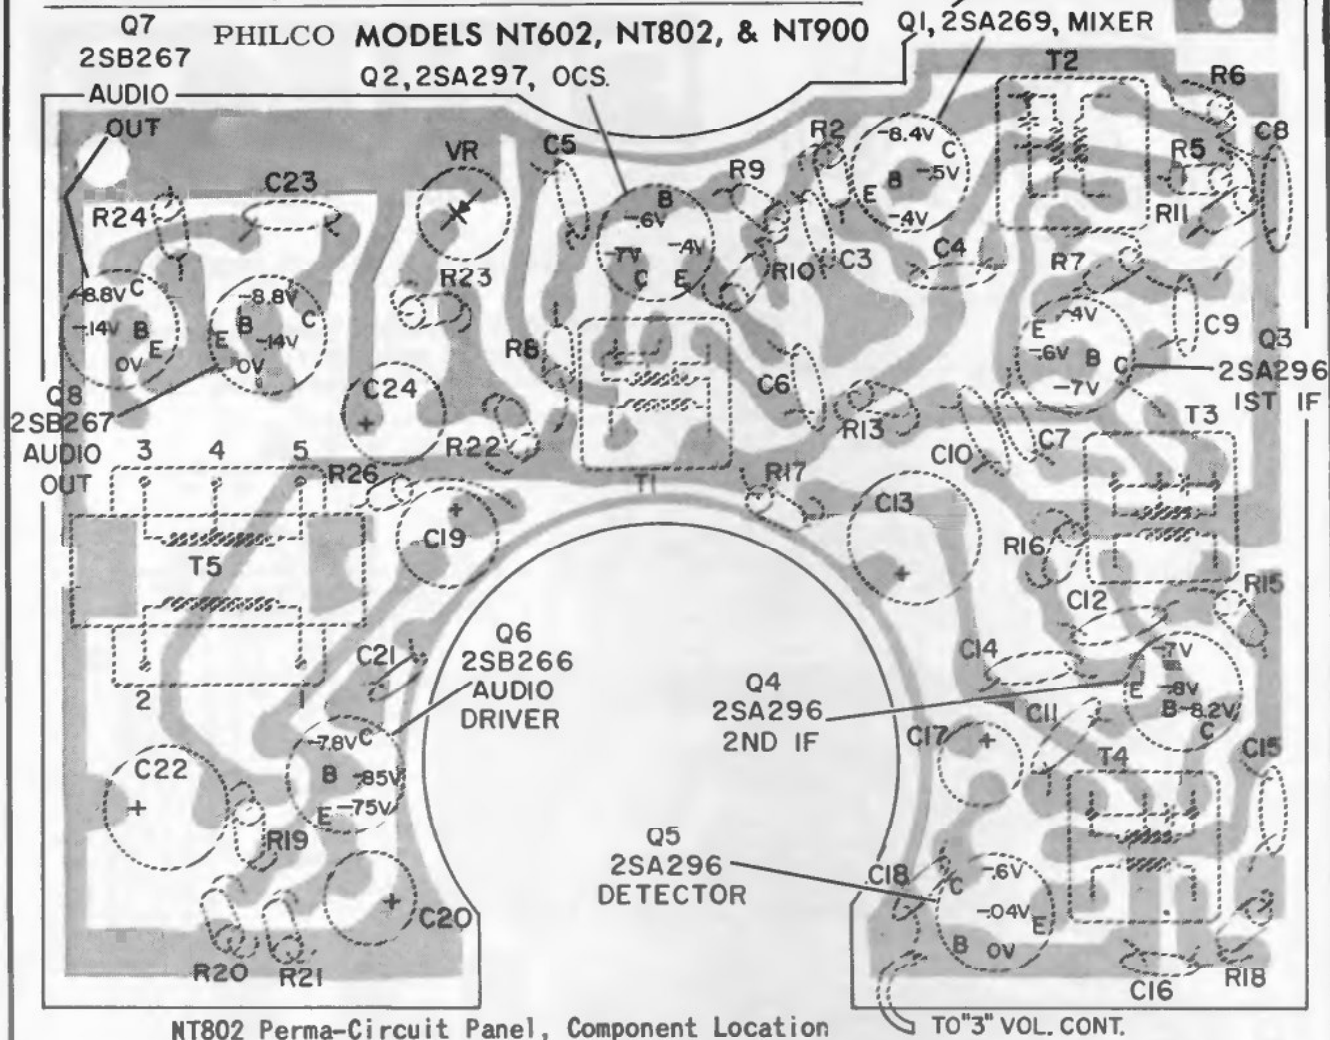 PHILCO MODELS NT602, NT802, & NT900
Q1, 2SA269, MIXER
Q7
2SB267
AUDIO
OUT
Q2, 2SA297, OCS.
T2
R6
VR
C5
R2
-8.4V
C
B
-.5V
E
-.4V
C8
R5
R11
C23
R24
R9
B
-.6V
-.4V
-.7V
C
E
R10
C3
C4
R7
-8.8V
C
-.14V
B
E
0V
-8.8V
B
C
-.14V
E
0V
R23
R8
C6
-.4V
E
-.6V
B
C
-.7V
C9
Q3
2SA296
1ST IF
Q8
2SB267
AUDIO
OUT
C24
+
R22
R13
C10
C7
T3
3
4
5
R26
T1
R17
C13
+
+
C19
R16
T5
C12
R15
2
1
C21
Q6
2SB266
AUDIO
DRIVER
Q4
2SA296
2ND IF
C14
-.7V
E
-.8V
B
-8.2V
C
C11
C17
+
T4
C15
C22
+
-7.8V
C
B
-.85V
E
-.75V
R19
Q5
2SA296
DETECTOR
C18
C
-.6V
-.04V
E
B
0V
+
C20
R20
R21
C16
R18
NT802 Perma-Circuit Panel, Component Location
TO "3" VOL. CONT.